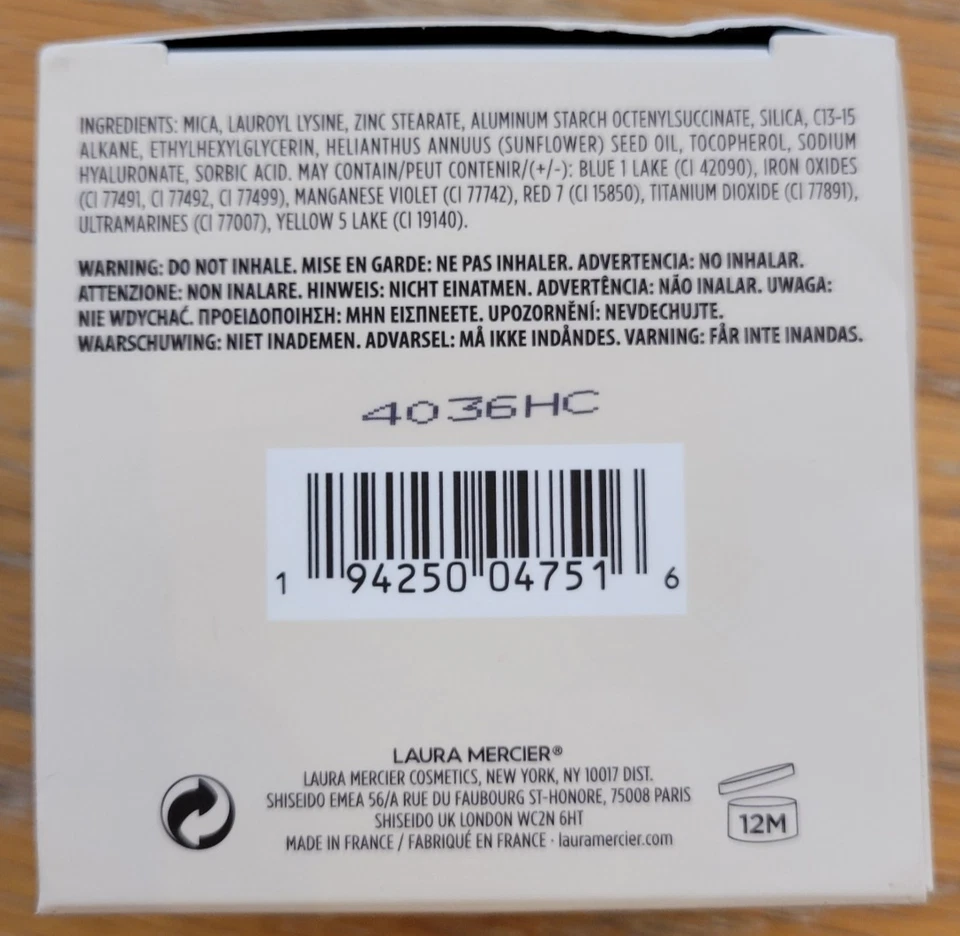 INGREDIENTS: MICA, LAUROYL LYSINE, ZINC STEARATE, ALUMINUM STARCH OCTENYLSUCCINATE, SILICA, C13-15
ALKANE, ETHYLHEXYLGLYCERIN, HELIANTHUS ANNUUS (SUNFLOWER) SEED OIL, TOCOPHEROL, SODIUM
HYALURONATE, SORBIC ACID. MAY CONTAIN/PEUT CONTENIR/(+/-): BLUE 1 LAKE (CI 42090), IRON OXIDES
(CI 77491, CI 77492, CI 77499), MANGANESE VIOLET (CI 77742), RED 7 (CI 15850), TITANIUM DIOXIDE (CI 77891),
ULTRAMARINES (CI 77007), YELLOW 5 LAKE (CI 19140).
WARNING: DO NOT INHALE. MISE EN GARDE: NE PAS INHALER. ADVERTENCIA: NO INHALAR.
ATTENZIONE: NON INALARE. HINWEIS: NICHT EINATMEN. ADVERTÊNCIA: NÃO INALAR. UWAGA:
NIE WDYCHAĆ. ΠΡΟΕΙΔΟΠΟΙΗΣΗ: ΜΗΝ ΕΙΣΠΝΕΕΤΕ. UPOZORNĚNÍ: NEVDECHUJTE.
WAARSCHUWING: NIET INADEMEN. ADVARSEL: MÅ IKKE INDÅNDES. VARNING: FÅR INTE INANDAS.
4036HC
1 94250 04751 6
LAURA MERCIER®
LAURA MERCIER COSMETICS, NEW YORK, NY 10017 DIST.
SHISEIDO EMEA 56/A RUE DU FAUBOURG ST-HONORE, 75008 PARIS
SHISEIDO UK LONDON WC2N 6HT
MADE IN FRANCE / FABRIQUÉ EN FRANCE · lauramercier.com
12M